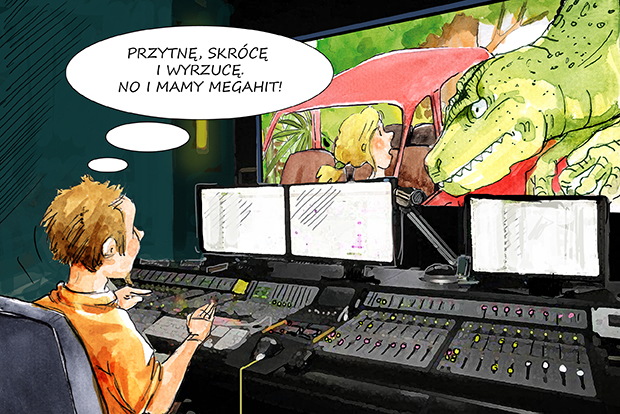 PRZYTNĘ, SKRÓCĘ
I WYRZUCĘ.
NO I MAMY MEGAHIT!